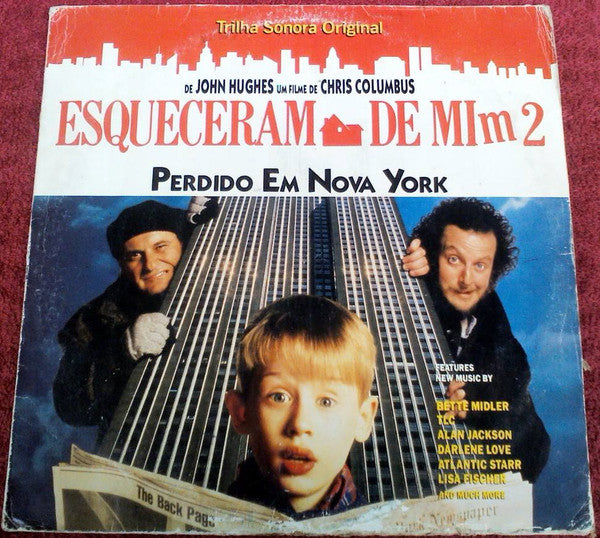 Trilha Sonora Original
DE JOHN HUGHES UM FILME DE CHRIS COLUMBUS
ESQUECERAM DE MIm 2
PERDIDO EM NOVA YORK
FEATURES
NEW MUSIC BY
BETTE MIDLER
TLC
ALAN JACKSON
DARLENE LOVE
ATLANTIC STARR
LISA FISCHER
AND MUCH MORE
The Back Page
Newspaper